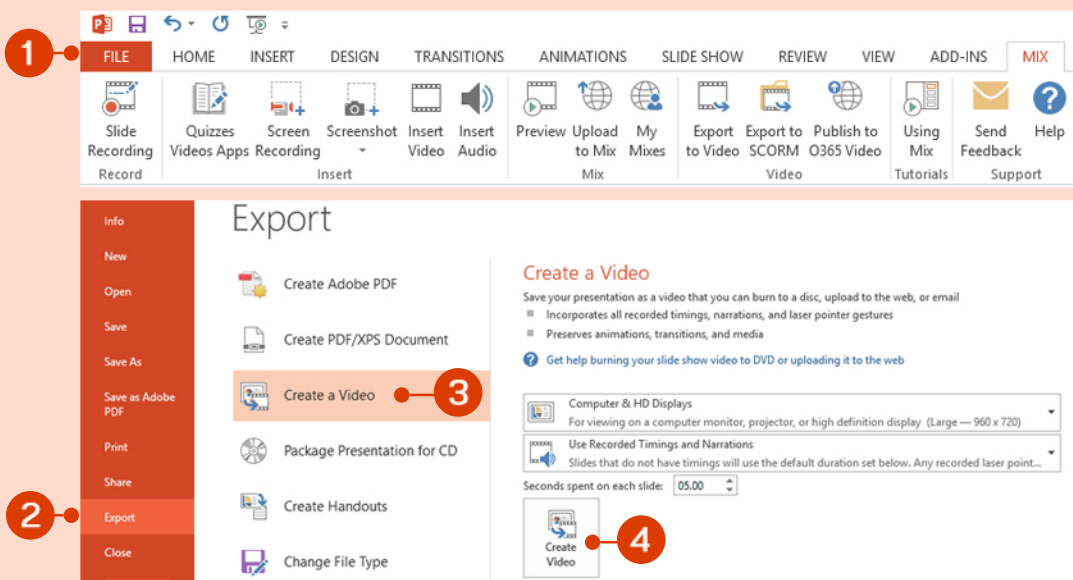 1
FILE HOME INSERT DESIGN TRANSITIONS ANIMATIONS SLIDE SHOW REVIEW VIEW ADD-INS MIX
Slide Quizzes Screen Screenshot Insert Insert Preview Upload My Export Export to Publish to Using Send Help
Recording Videos Apps Recording Video Audio to Mix Mixes to Video SCORM O365 Video Mix Feedback
Record Insert Mix Video Tutorials Support
Info
New
Open
Save
Save As
Save as Adobe
PDF
Print
Share
2
Export
Close
Export
Create Adobe PDF
Create PDF/XPS Document
Create a Video
3
Package Presentation for CD
Create Handouts
Change File Type
Create a Video
Save your presentation as a video that you can burn to a disc, upload to the web, or email
Incorporates all recorded timings, narrations, and laser pointer gestures
Preserves animations, transitions, and media
? Get help burning your slide show video to DVD or uploading it to the web
Computer & HD Displays
For viewing on a computer monitor, projector, or high definition display (Large — 960 x 720)
Use Recorded Timings and Narrations
Slides that do not have timings will use the default duration set below. Any recorded laser point...
Seconds spent on each slide: 05.00
Create
Video
4